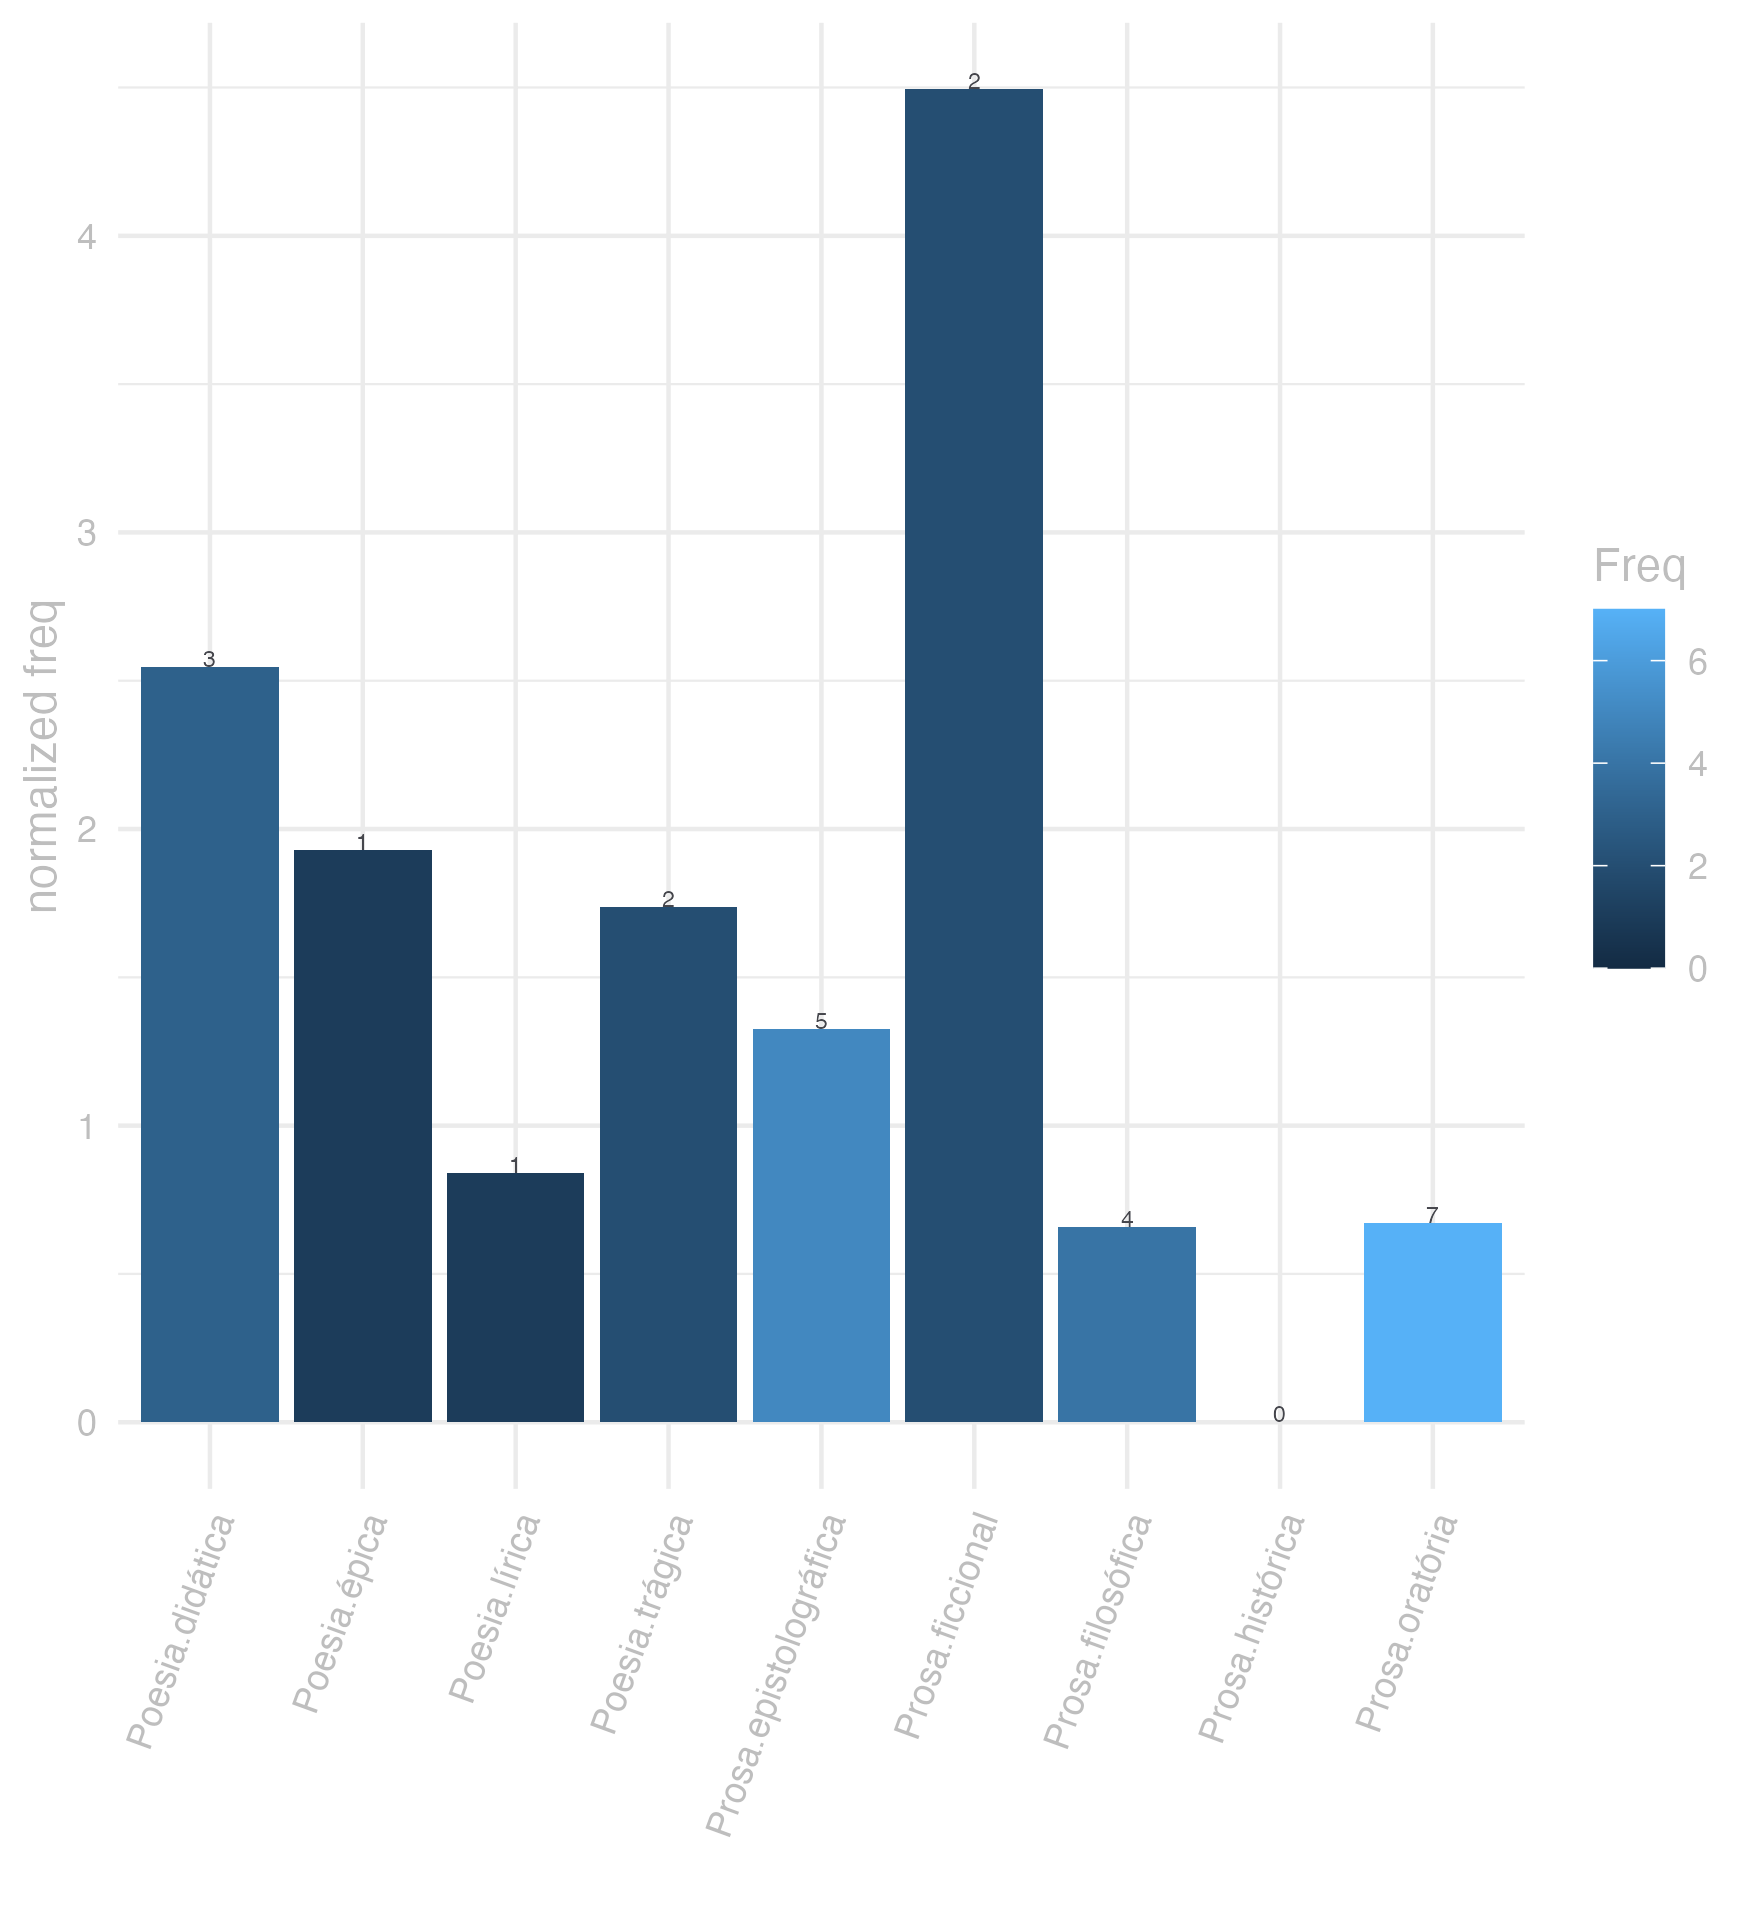 normalized freq
4
3
2
1
0
3
1
1
2
5
2
4
0
7
Poesia.didática
Poesia.épica
Poesia.lírica
Poesia.trágica
Prosa.epistolográfica
Prosa.ficcional
Prosa.filosófica
Prosa.histórica
Prosa.oratória
Freq
6
4
2
0